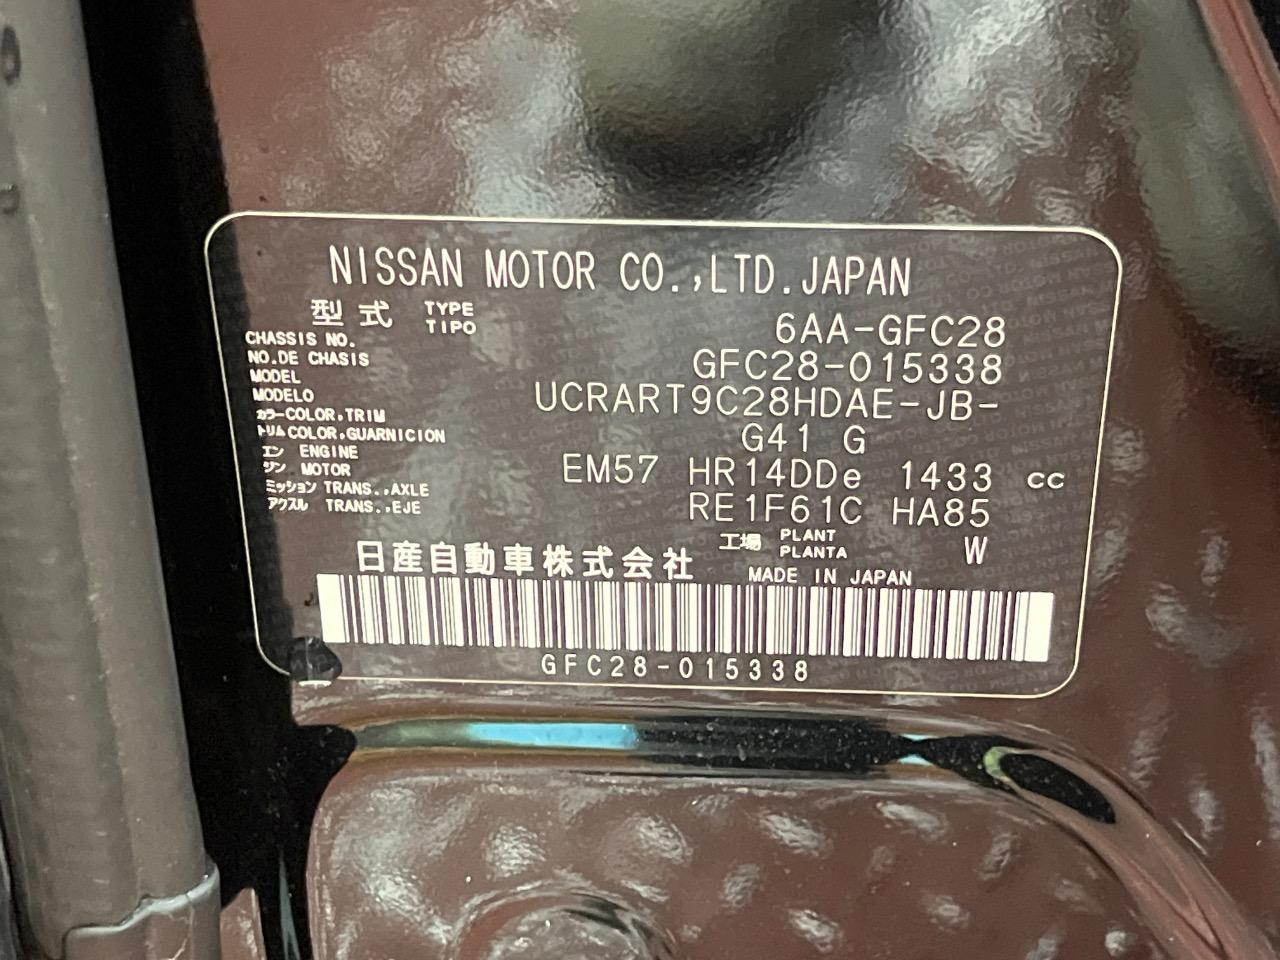 NISSAN MOTOR CO.,LTD.JAPAN
型式 TYPE TIPO 6AA-GFC28
CHASSIS NO.
NO.DE CHASIS GFC28-015338
MODEL
MODELO UCRART9C28HDAE-JB-
カラー COLOR,TRIM
トリム COLOR,GUARNICION G41 G
エン ENGINE
ジン MOTOR EM57 HR14DDe 1433 cc
ミッション TRANS.,AXLE
アクスル TRANS.,EJE RE1F61C HA85
工場 PLANT PLANTA W
日産自動車株式会社 MADE IN JAPAN
GFC28-015338